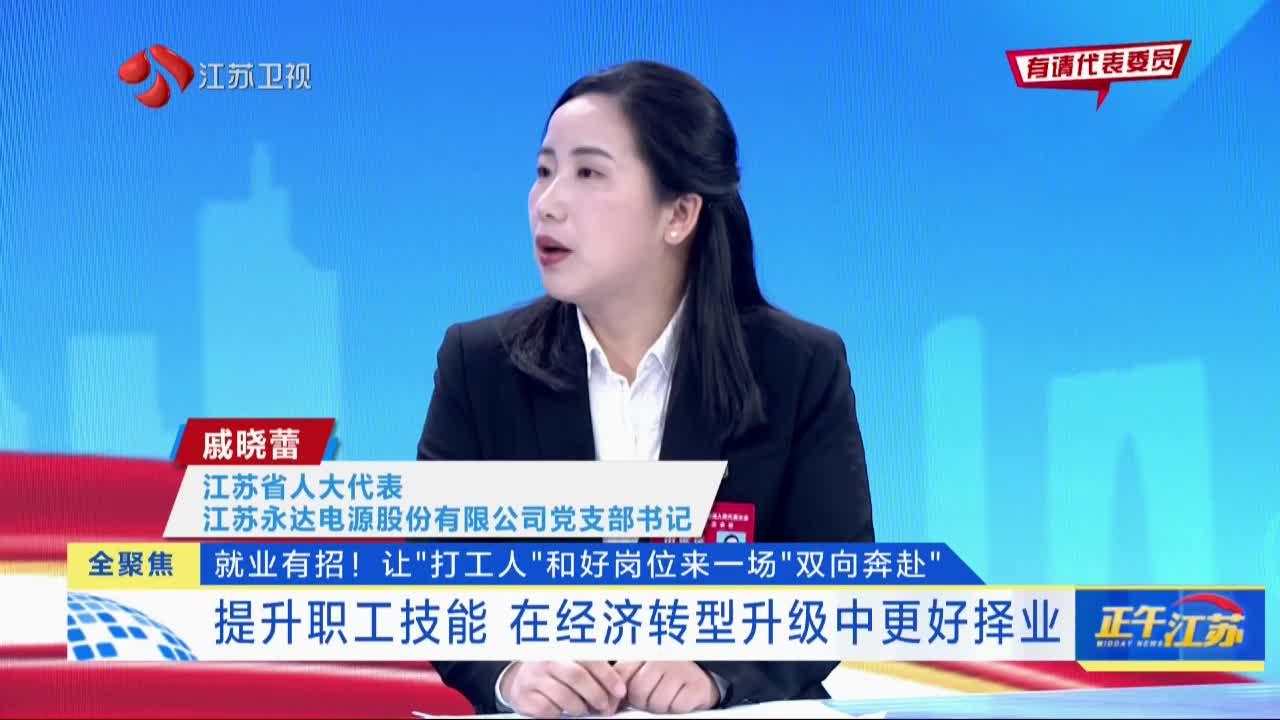 江苏卫视
有请代表委员
戚晓蕾
江苏省人大代表
江苏永达电源股份有限公司党支部书记
全聚焦
就业有招！让"打工人"和好岗位来一场"双向奔赴"
提升职工技能 在经济转型升级中更好择业
正午江苏
MIDDAY NEWS